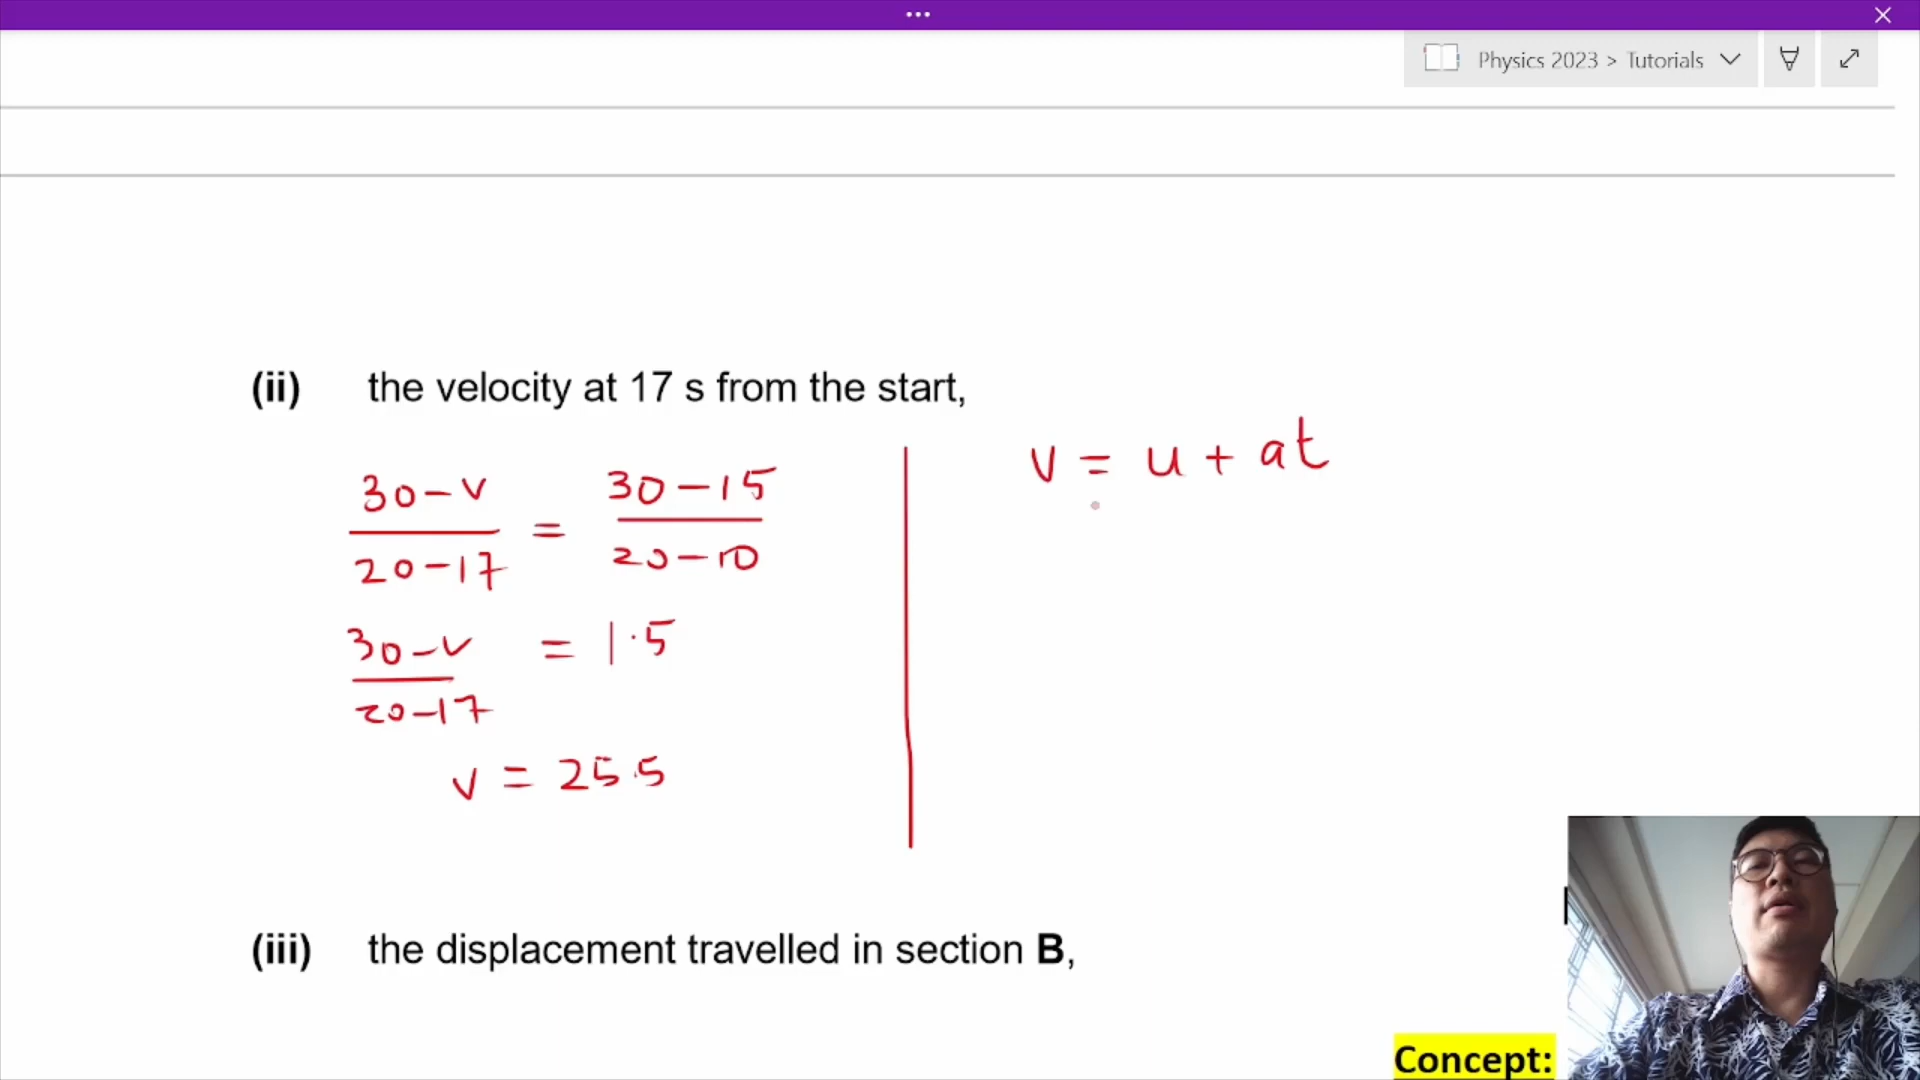 Physics 2023 > Tutorials
(ii) the velocity at 17 s from the start,
30-v / 20-17 = 30-15 / 20-10
30-v / 20-17 = 1.5
v = 25.5
v = u + at
(iii) the displacement travelled in section B,
Concept: